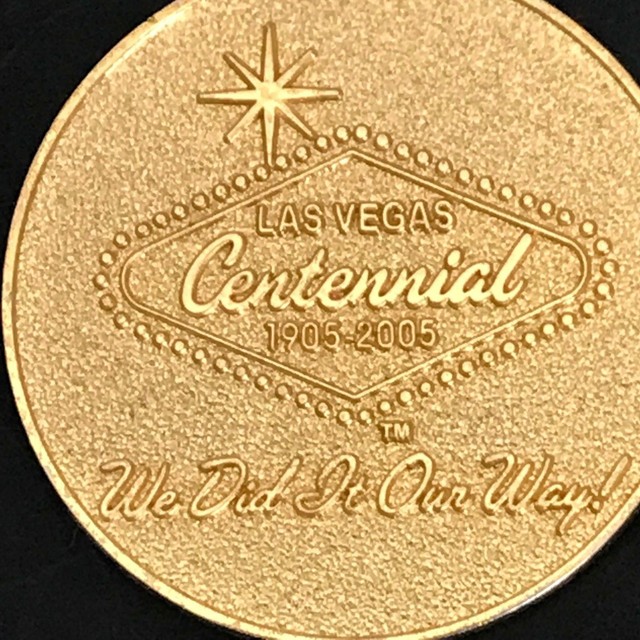 LAS VEGAS
Centennial
1905-2005
TM
We Did It Our Way!